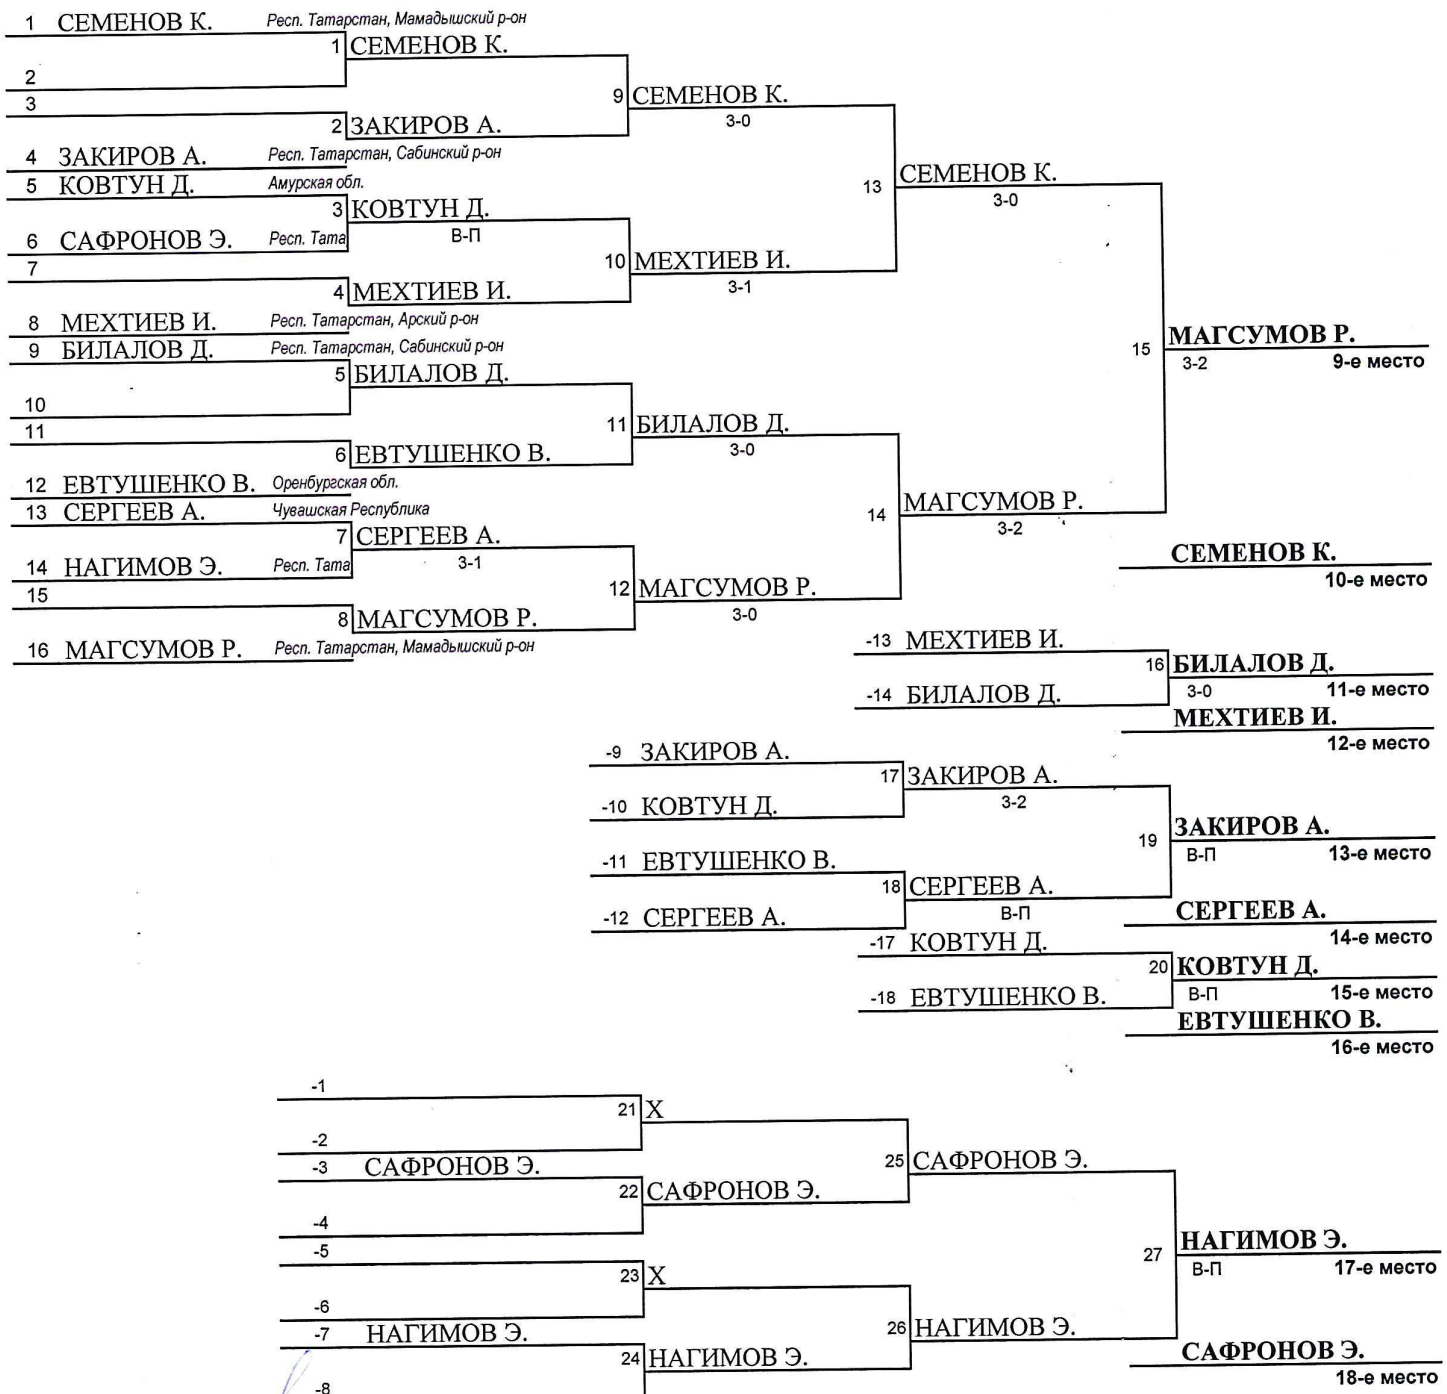 1 СЕМЕНОВ К. Респ. Татарстан, Мамадышский р-он
1 СЕМЕНОВ К.
2
9 СЕМЕНОВ К.
3
3-0
2 ЗАКИРОВ А.
4 ЗАКИРОВ А. Респ. Татарстан, Сабинский р-он
13 СЕМЕНОВ К.
5 КОВТУН Д. Амурская обл.
3-0
3 КОВТУН Д.
6 САФРОНОВ Э. Респ. Тата
В-П
7
10 МЕХТИЕВ И.
3-1
4 МЕХТИЕВ И.
8 МЕХТИЕВ И. Респ. Татарстан, Арский р-он
15 МАГСУМОВ Р.
9 БИЛАЛОВ Д. Респ. Татарстан, Сабинский р-он
3-2 9-е место
5 БИЛАЛОВ Д.
10
11 БИЛАЛОВ Д.
11
3-0
6 ЕВТУШЕНКО В.
12 ЕВТУШЕНКО В. Оренбургская обл.
14 МАГСУМОВ Р.
13 СЕРГЕЕВ А. Чувашская Республика
3-2
7 СЕРГЕЕВ А.
СЕМЕНОВ К.
14 НАГИМОВ Э. Респ. Тата
3-1
10-е место
15
12 МАГСУМОВ Р.
3-0
8 МАГСУМОВ Р.
16 МАГСУМОВ Р. Респ. Татарстан, Мамадышский р-он
-13 МЕХТИЕВ И.
16 БИЛАЛОВ Д.
-14 БИЛАЛОВ Д.
3-0 11-е место
МЕХТИЕВ И.
12-е место
-9 ЗАКИРОВ А.
17 ЗАКИРОВ А.
-10 КОВТУН Д.
3-2
19 ЗАКИРОВ А.
В-П 13-е место
-11 ЕВТУШЕНКО В.
18 СЕРГЕЕВ А.
-12 СЕРГЕЕВ А.
В-П
СЕРГЕЕВ А.
14-е место
-17 КОВТУН Д.
20 КОВТУН Д.
-18 ЕВТУШЕНКО В.
В-П 15-е место
ЕВТУШЕНКО В.
16-е место
-1
21 Х
-2
-3 САФРОНОВ Э.
25 САФРОНОВ Э.
22 САФРОНОВ Э.
-4
-5
27 НАГИМОВ Э.
В-П 17-е место
23 Х
-6
-7 НАГИМОВ Э.
26 НАГИМОВ Э.
24 НАГИМОВ Э.
САФРОНОВ Э.
18-е место
-8